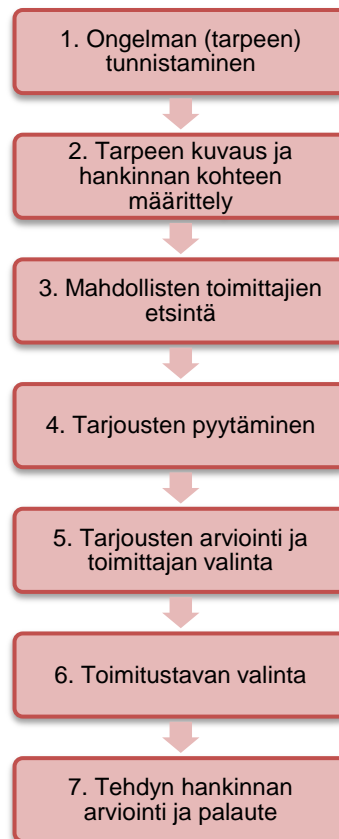 1. Ongelman (tarpeen)
tunnistaminen
2. Tarpeen kuvaus ja
hankinnan kohteen
määrittely
3. Mahdollisten toimittajien
etsintä
4. Tarjousten pyytäminen
5. Tarjousten arviointi ja
toimittajan valinta
6. Toimitustavan valinta
7. Tehdyn hankinnan
arviointi ja palaute